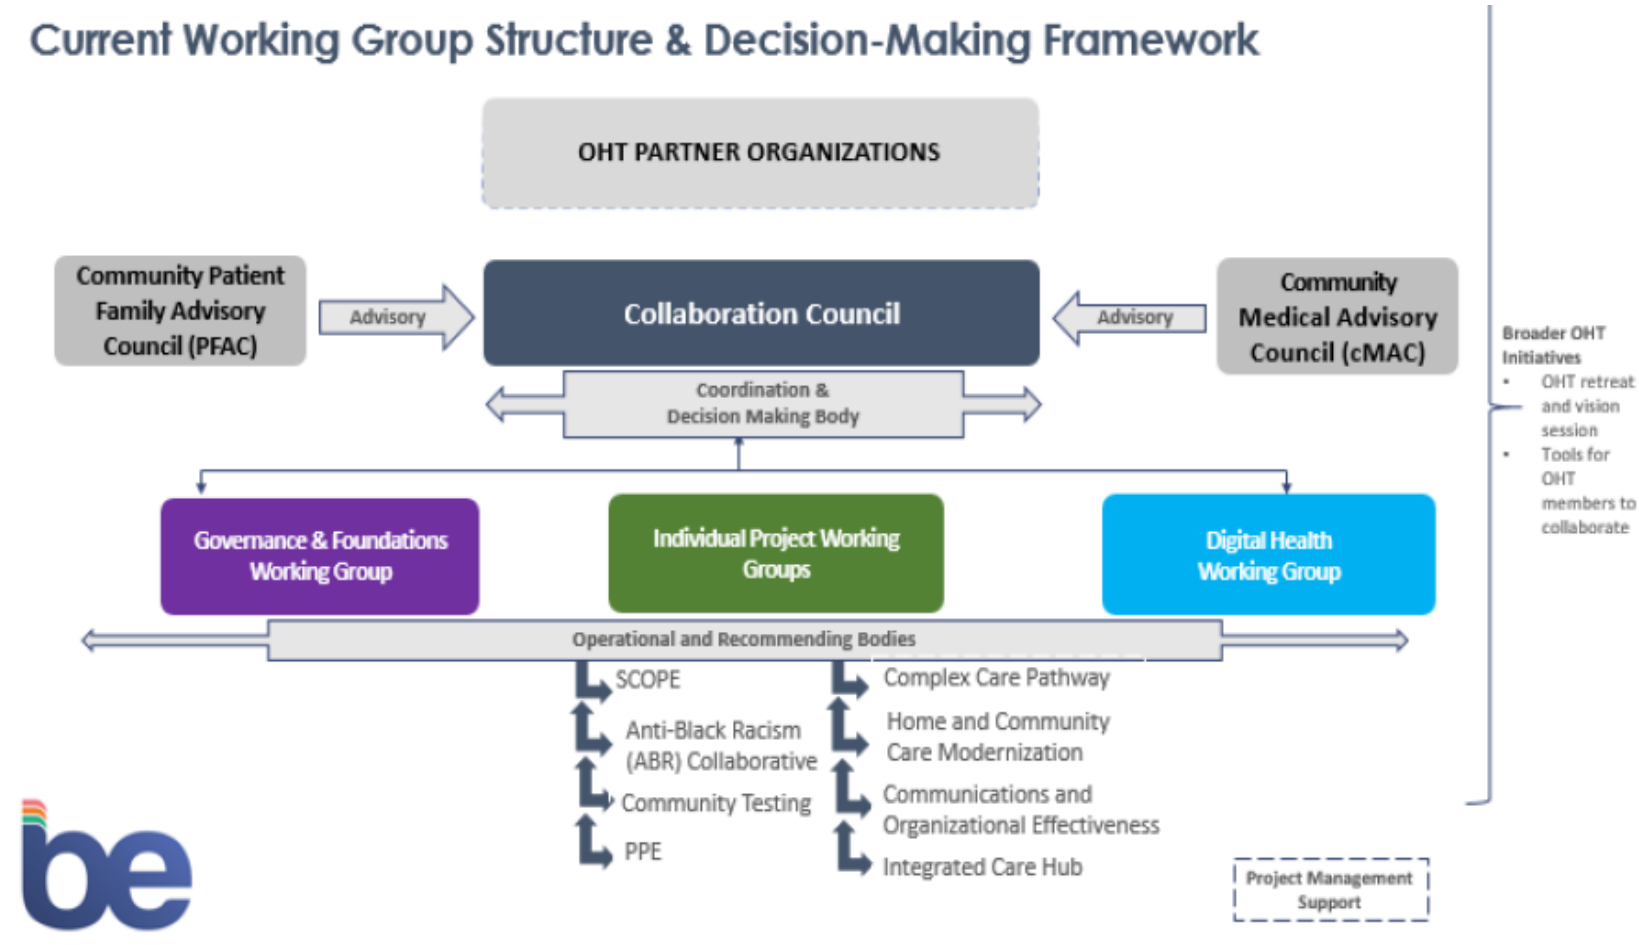 Current Working Group Structure & Decision-Making Framework
OHT PARTNER ORGANIZATIONS
Community Patient
Family Advisory
Council (PFAC)
Advisory
Collaboration Council
Advisory
Community
Medical Advisory
Council (cMAC)
Coordination &
Decision Making Body
Governance & Foundations
Working Group
Individual Project Working
Groups
Digital Health
Working Group
Operational and Recommending Bodies
SCOPE
Anti-Black Racism
(ABR) Collaborative
Community Testing
PPE
Complex Care Pathway
Home and Community
Care Modernization
Communications and
Organizational Effectiveness
Integrated Care Hub
Broader OHT
Initiatives
▪ OHT retreat
and vision
session
▪ Tools for
OHT
members to
collaborate
Project Management
Support
be